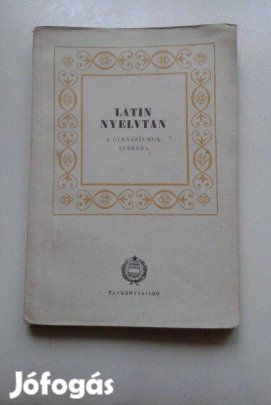 LATIN
NYELVTAN
A GIMNÁZIUMOK
SZÁMÁRA
TANKÖNYVKIADÓ
Jófogás